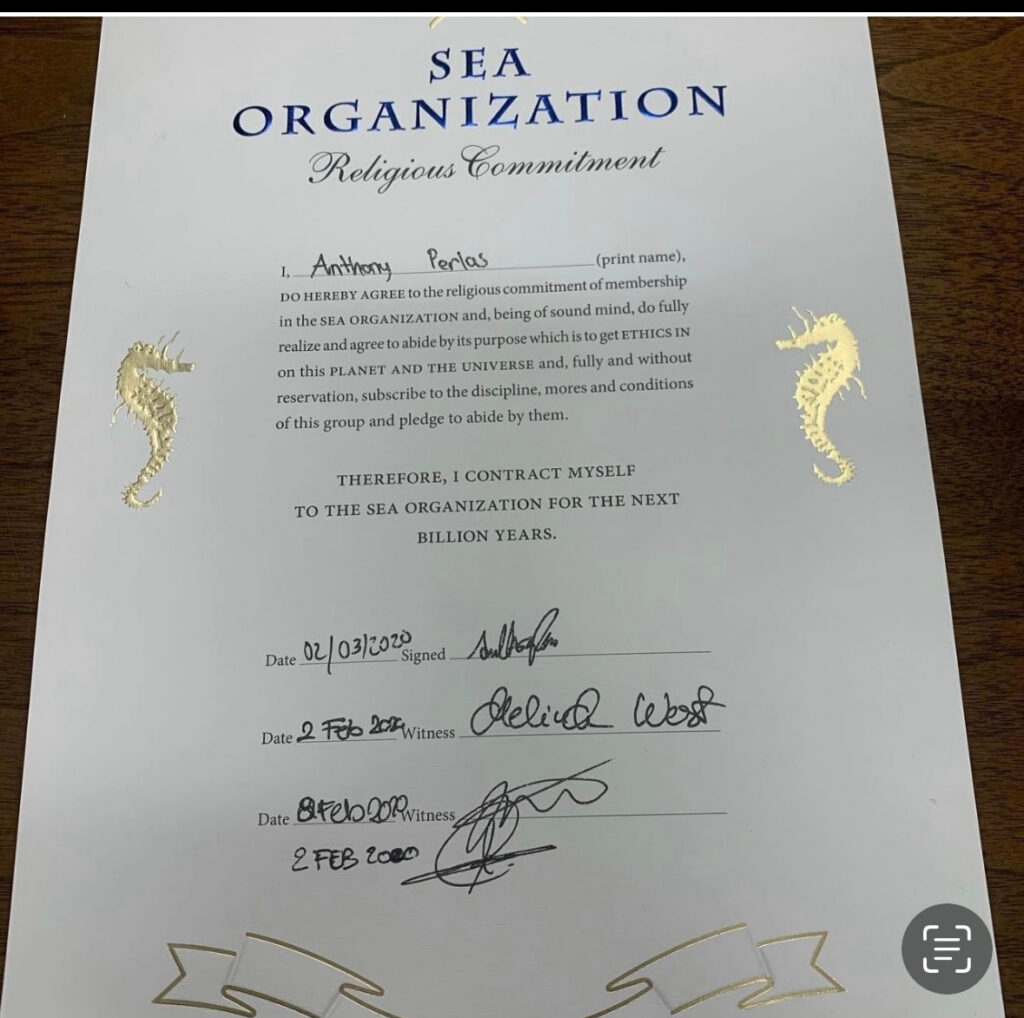 SEA
ORGANIZATION
Religious Commitment
I, Anthony Perlas (print name),
DO HEREBY AGREE to the religious commitment of membership
in the SEA ORGANIZATION and, being of sound mind, do fully
realize and agree to abide by its purpose which is to get ETHICS IN
on this PLANET AND THE UNIVERSE and, fully and without
reservation, subscribe to the discipline, mores and conditions
of this group and pledge to abide by them.
THEREFORE, I CONTRACT MYSELF
TO THE SEA ORGANIZATION FOR THE NEXT
BILLION YEARS.
Date 02/03/2020 Signed
Date 2 Feb Witness West
Date Feb Witness
2 FEB